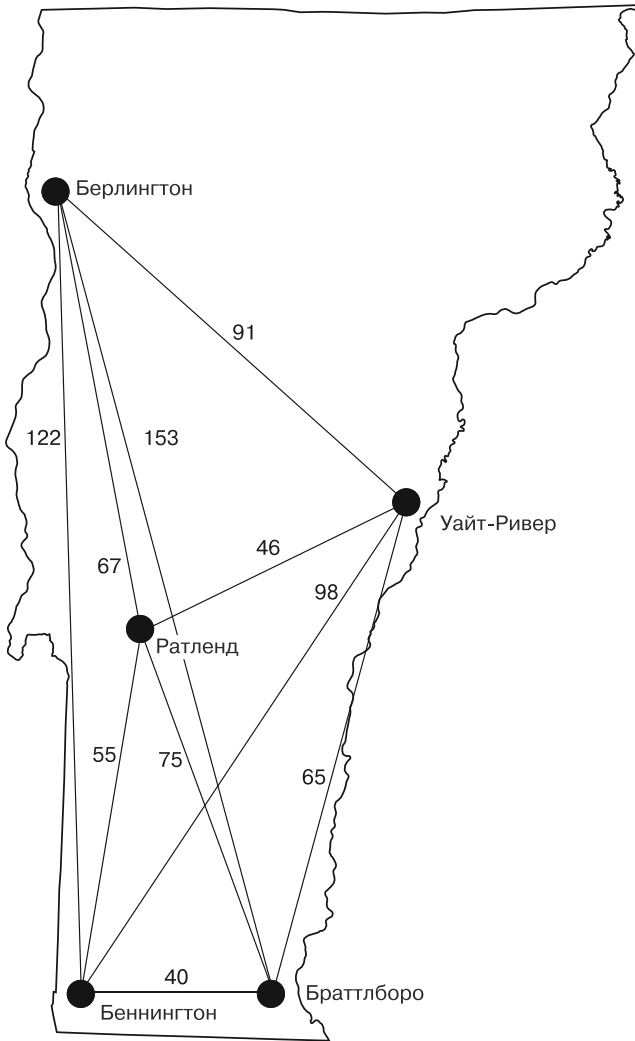 Берлингтон
91
122
153
Уайт-Ривер
46
67
98
Ратленд
55
75
65
40
Беннингтон
Браттлборо